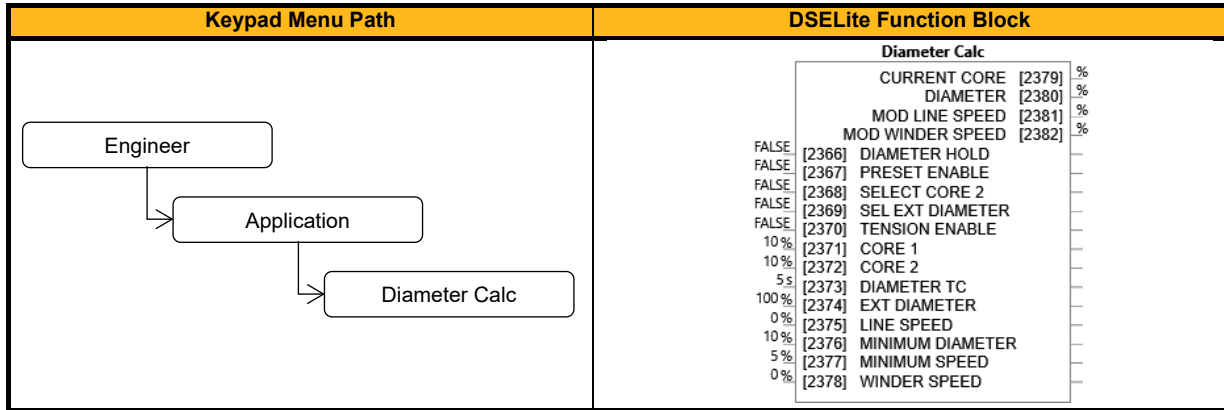 Keypad Menu Path
DSELite Function Block
Engineer
Application
Diameter Calc
Diameter Calc
CURRENT CORE [2379] %
DIAMETER [2380] %
MOD LINE SPEED [2381] %
MOD WINDER SPEED [2382] %
FALSE [2366] DIAMETER HOLD
FALSE [2367] PRESET ENABLE
FALSE [2368] SELECT CORE 2
FALSE [2369] SEL EXT DIAMETER
FALSE [2370] TENSION ENABLE
10 % [2371] CORE 1
10 % [2372] CORE 2
5 s [2373] DIAMETER TC
100 % [2374] EXT DIAMETER
0 % [2375] LINE SPEED
10 % [2376] MINIMUM DIAMETER
5 % [2377] MINIMUM SPEED
0 % [2378] WINDER SPEED